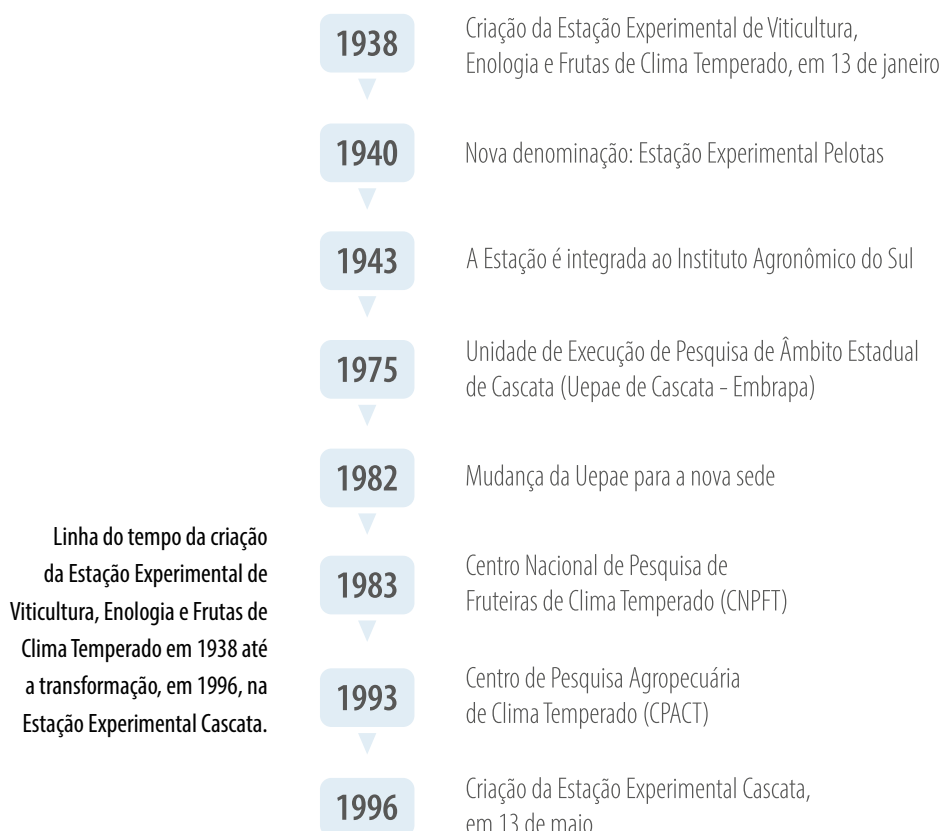 1938
Criação da Estação Experimental de Viticultura,
Enologia e Frutas de Clima Temperado, em 13 de janeiro
1940
Nova denominação: Estação Experimental Pelotas
1943
A Estação é integrada ao Instituto Agronômico do Sul
1975
Unidade de Execução de Pesquisa de Âmbito Estadual
de Cascata (Uepae de Cascata - Embrapa)
1982
Mudança da Uepae para a nova sede
1983
Centro Nacional de Pesquisa de
Fruteiras de Clima Temperado (CNPFT)
1993
Centro de Pesquisa Agropecuária
de Clima Temperado (CPACT)
1996
Criação da Estação Experimental Cascata,
em 13 de maio
Linha do tempo da criação
da Estação Experimental de
Viticultura, Enologia e Frutas de
Clima Temperado em 1938 até
a transformação, em 1996, na
Estação Experimental Cascata.